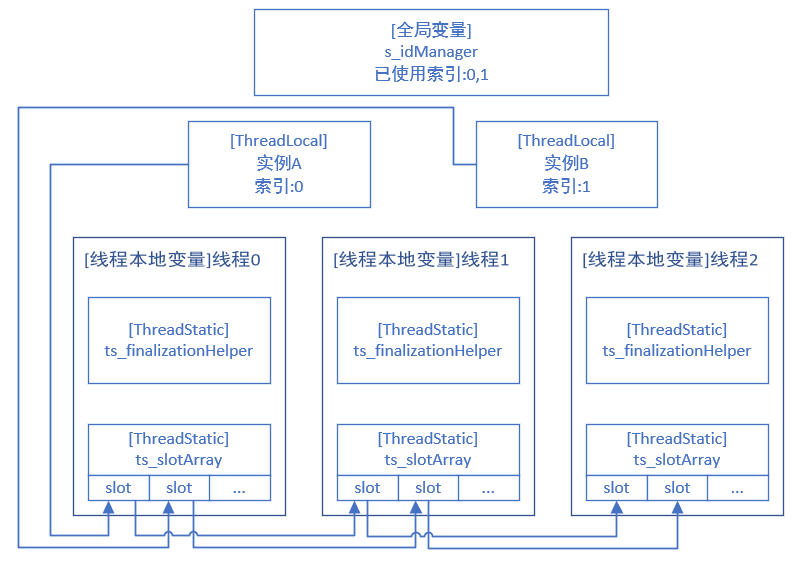 [全局变量]
s_idManager
已使用索引:0,1
[ThreadLocal]
实例A
索引:0
[ThreadLocal]
实例B
索引:1
[线程本地变量]线程0
[ThreadStatic]
ts_finalizationHelper
[ThreadStatic]
ts_slotArray
slot
slot
...
[线程本地变量]线程1
[ThreadStatic]
ts_finalizationHelper
[ThreadStatic]
ts_slotArray
slot
slot
...
[线程本地变量]线程2
[ThreadStatic]
ts_finalizationHelper
[ThreadStatic]
ts_slotArray
slot
slot
...